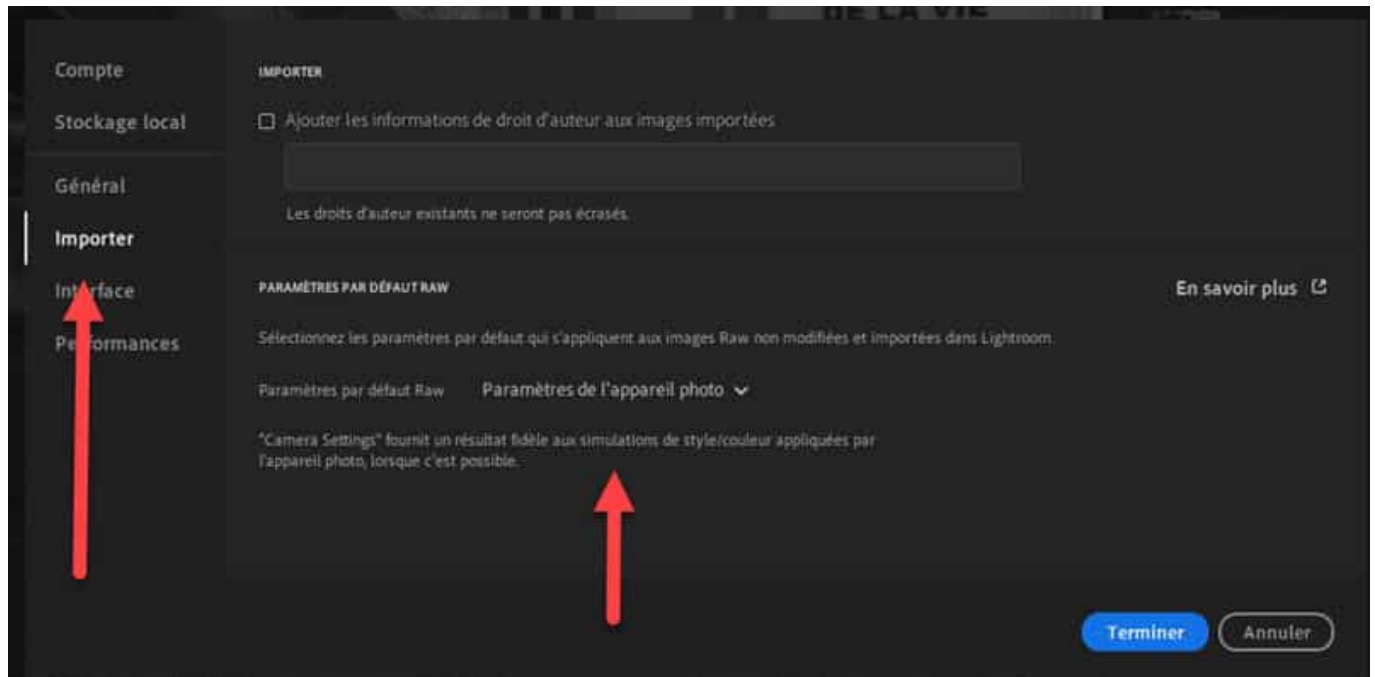 DE LA VIE
Compte
Stockage local
Général
Importer
Interface
Performances
IMPORTER
Ajouter les informations de droit d'auteur aux images importées
Les droits d'auteur existants ne seront pas écrasés.
PARAMÈTRES PAR DÉFAUT RAW
En savoir plus
Sélectionnez les paramètres par défaut qui s'appliquent aux images Raw non modifiées et importées dans Lightroom.
Paramètres par défaut Raw Paramètres de l'appareil photo
"Camera Settings" fournit un résultat fidèle aux simulations de style/couleur appliquées par
l'appareil photo, lorsque c'est possible.
Terminer
Annuler